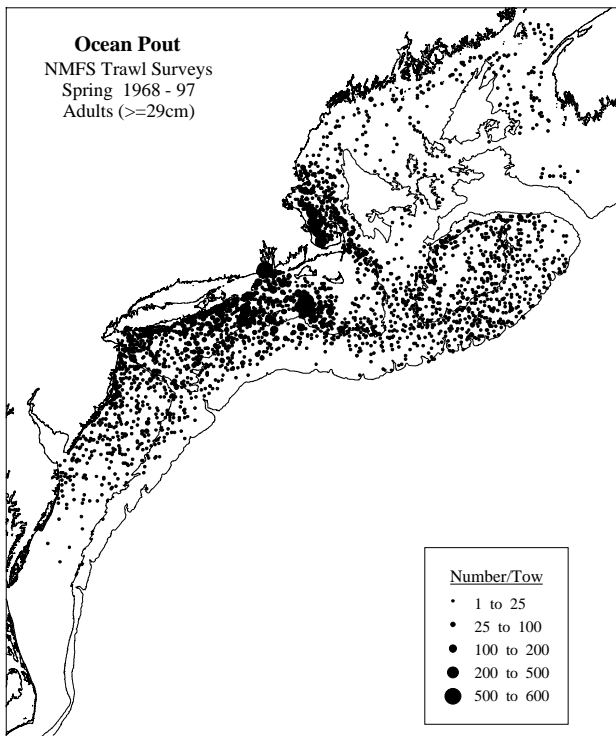 Ocean Pout
NMFS Trawl Surveys
Spring 1968 - 97
Adults (>=29cm)
Number/Tow
1 to 25
25 to 100
100 to 200
200 to 500
500 to 600